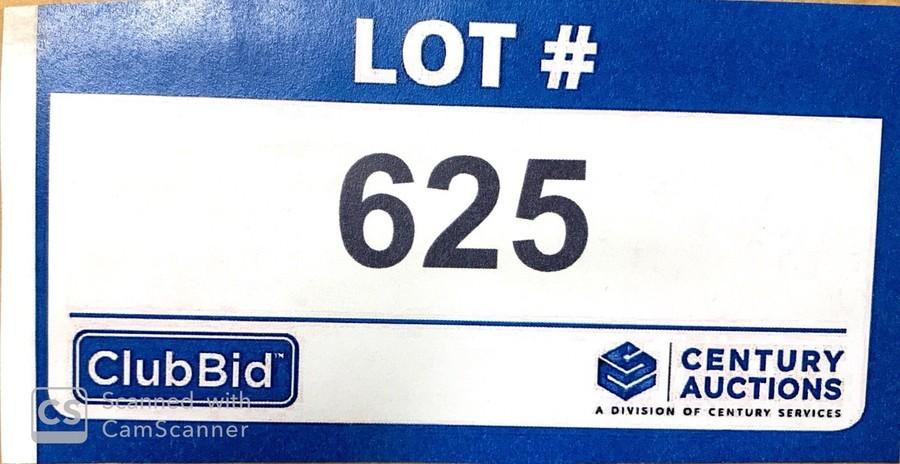 LOT #
625
ClubBid™
CENTURY
AUCTIONS
A DIVISION OF CENTURY SERVICES
CS
Scanned with
CamScanner